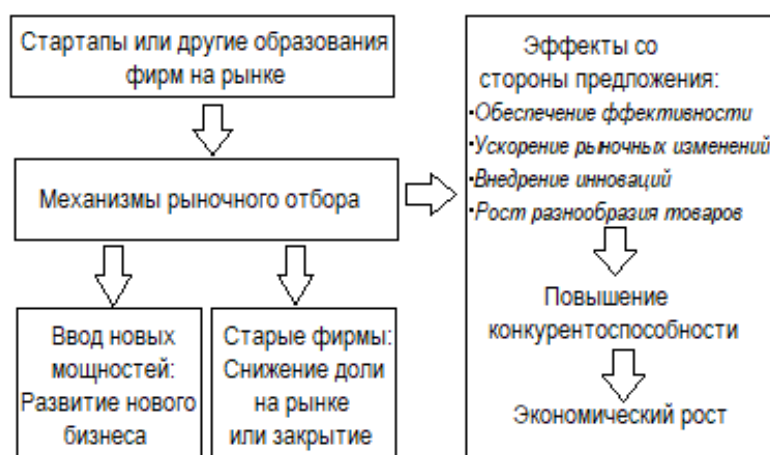 Стартапы или другие образования
фирм на рынке
Механизмы рыночного отбора
Ввод новых
мощностей:
Развитие нового
бизнеса
Старые фирмы:
Снижение доли
на рынке
или закрытие
Эффекты со
стороны предложения:
•Обеспечение ффективности
•Ускорение рыночных изменений
•Внедрение инноваций
•Рост разнообразия товаров
Повышение
конкурентоспособности
Экономический рост